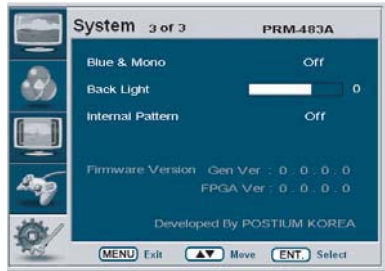 System 3 of 3 PRM-483A
Blue & Mono Off
Back Light 0
Internal Pattern Off
Firmware Version Gen Ver : 0 . 0 . 0 . 0
FPGA Ver : 0 . 0 . 0 . 0
Developed By POSTIUM KOREA
MENU Exit ▲▼ Move ENT. Select